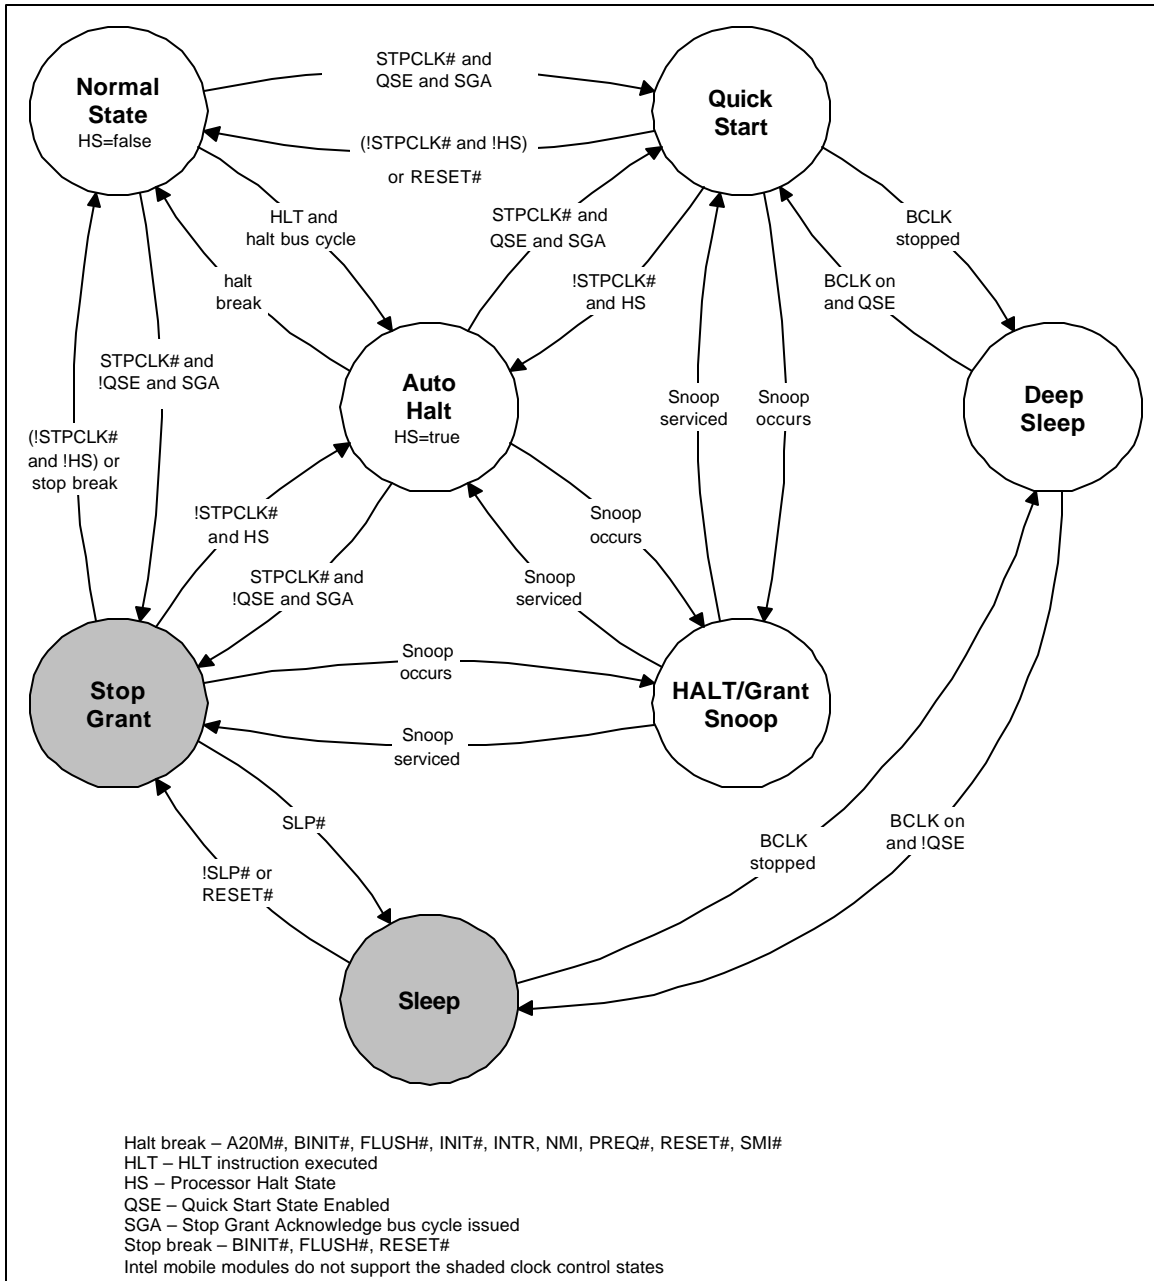 Normal
State
HS=false
STPCLK# and
QSE and SGA
Quick
Start
(!STPCLK# and !HS)
or RESET#
HLT and
halt bus cycle
STPCLK# and
QSE and SGA
BCLK
stopped
halt
break
!STPCLK#
and HS
BCLK on
and QSE
STPCLK# and
!QSE and SGA
Auto
Halt
HS=true
Snoop
serviced
Snoop
occurs
Deep
Sleep
(!STPCLK#
and !HS) or
stop break
!STPCLK#
and HS
Snoop
occurs
STPCLK# and
!QSE and SGA
Snoop
serviced
Stop
Grant
Snoop
occurs
HALT/Grant
Snoop
Snoop
serviced
SLP#
BCLK
stopped
BCLK on
and !QSE
!SLP# or
RESET#
Sleep
Halt break – A20M#, BINIT#, FLUSH#, INIT#, INTR, NMI, PREQ#, RESET#, SMI#
HLT – HLT instruction executed
HS – Processor Halt State
QSE – Quick Start State Enabled
SGA – Stop Grant Acknowledge bus cycle issued
Stop break – BINIT#, FLUSH#, RESET#
Intel mobile modules do not support the shaded clock control states